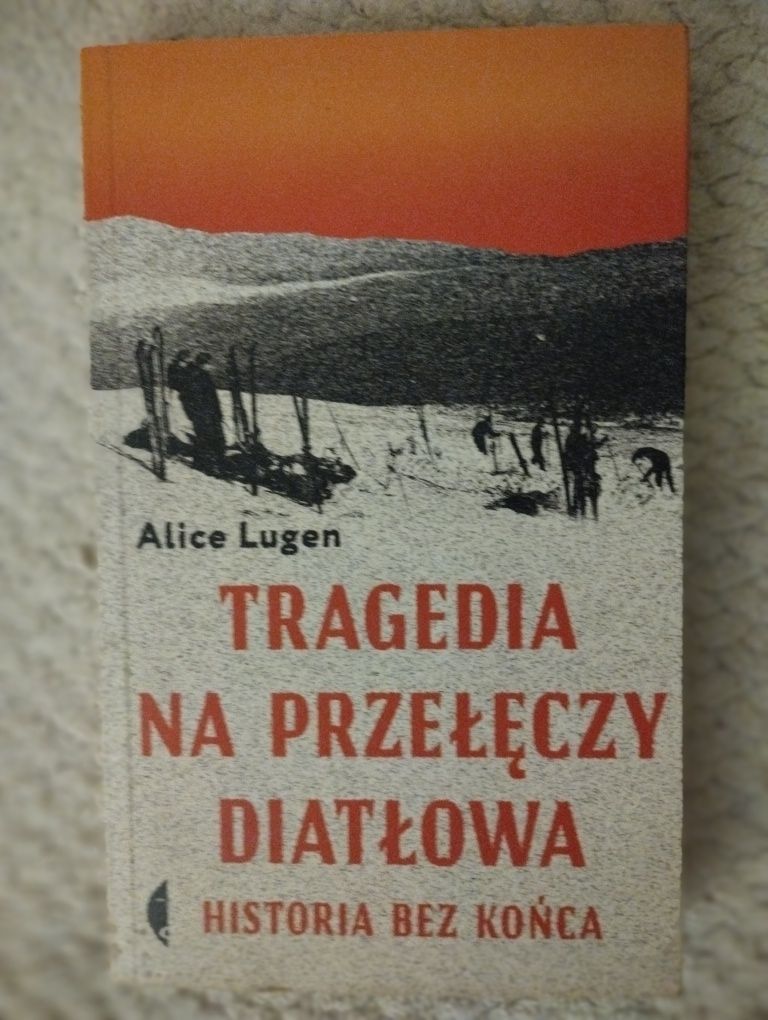 Alice Lugen
TRAGEDIA
NA PRZEŁĘCZY
DIATŁOWA
HISTORIA BEZ KOŃCA